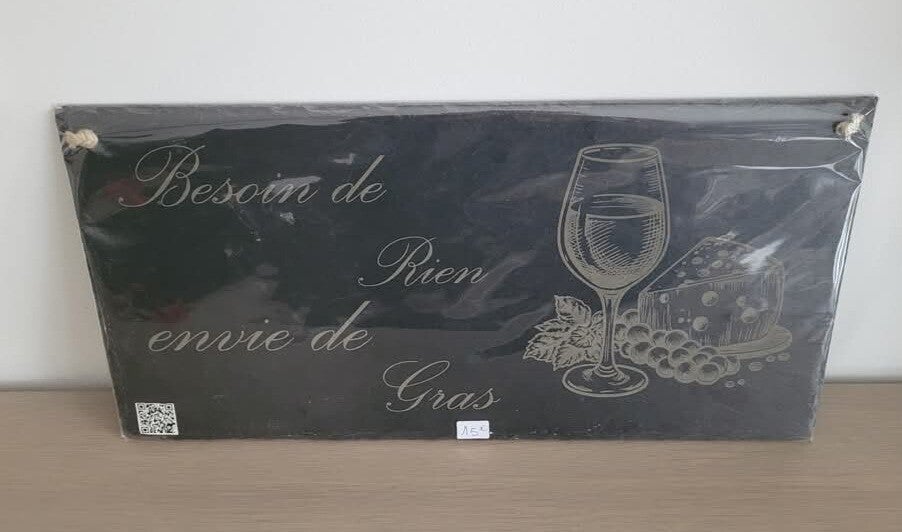 Besoin de
Rien
envie de
Gras
15€